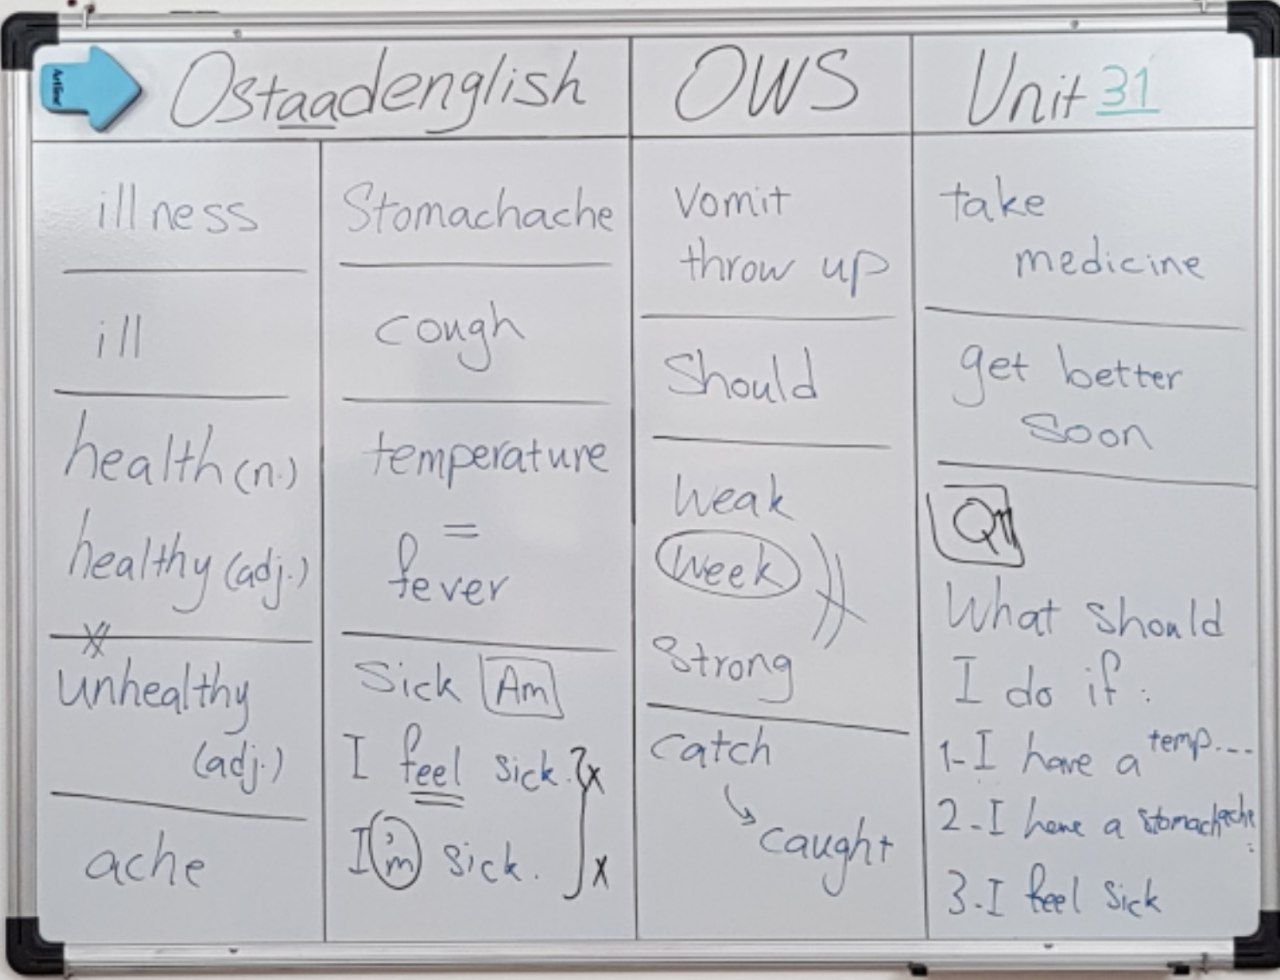 Artline
Ostaadenglish
OWS
Unit 31
illness
ill
health (n.)
healthy (adj.)
unhealthy
(adj.)
ache
Stomachache
cough
temperature
=
fever
Sick Am
I feel sick. x
I'm sick. x
vomit
throw up
Should
Weak
Week
Strong
catch
caught
take
medicine
get better
soon
What should
I do if:
1-I have a temp....
2-I have a stomachache
3-I feel sick